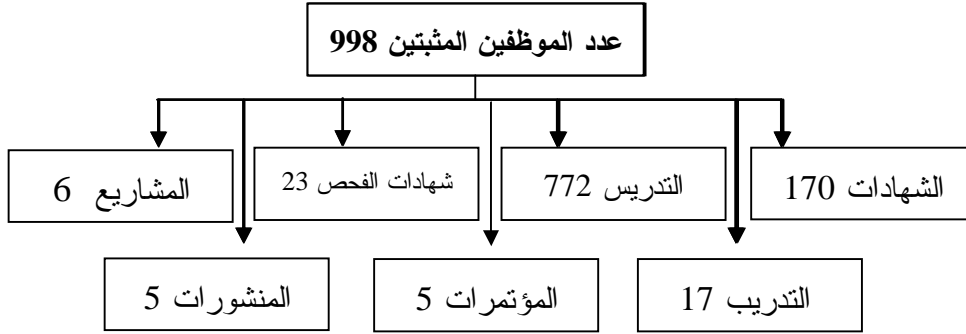 عدد الموظفين المثبتين 998
الشهادات 170
التدريس 772
شهادات الفحص 23
المشاريع 6
التدريب 17
المؤتمرات 5
المنشورات 5